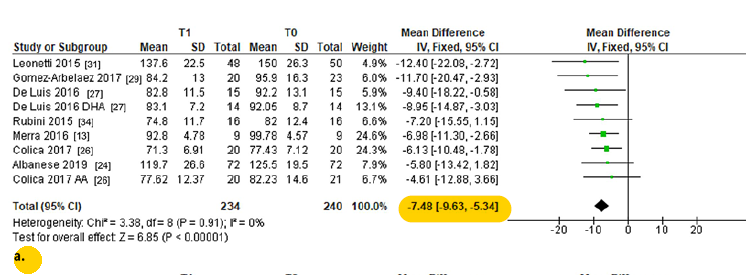 T1 T0 Mean Difference Mean Difference
Study or Subgroup Mean SD Total Mean SD Total Weight IV, Fixed, 95% CI IV, Fixed, 95% CI
Leonetti 2015 [31] 137.6 22.5 48 150 26.3 50 4.9% -12.40 [-22.08, -2.72]
Gomez-Arbelaez 2017 [29] 84.2 13 20 95.9 16.3 23 6.0% -11.70 [-20.47, -2.93]
De Luis 2016 [27] 82.8 11.5 15 92.2 13.1 15 5.9% -9.40 [-18.22, -0.58]
De Luis 2016 DHA [27] 83.1 7.2 14 92.05 8.7 14 13.1% -8.95 [-14.87, -3.03]
Rubini 2015 [34] 74.8 11.7 16 82 12.4 16 6.6% -7.20 [-15.55, 1.15]
Merra 2016 [13] 92.8 4.78 9 99.78 4.57 9 24.6% -6.98 [-11.30, -2.66]
Colica 2017 [26] 71.3 6.91 20 77.43 7.12 20 24.3% -6.13 [-10.48, -1.78]
Albanese 2019 [24] 119.7 26.6 72 125.5 19.5 72 7.9% -5.80 [-13.42, 1.82]
Colica 2017 AA [26] 77.62 12.37 20 82.23 14.6 21 6.7% -4.61 [-12.88, 3.66]
Total (95% CI) 234 240 100.0% -7.48 [-9.63, -5.34]
Heterogeneity: Chi² = 3.38, df = 8 (P = 0.91); I² = 0%
Test for overall effect: Z = 6.85 (P < 0.00001)
-20 -10 0 10 20
a.